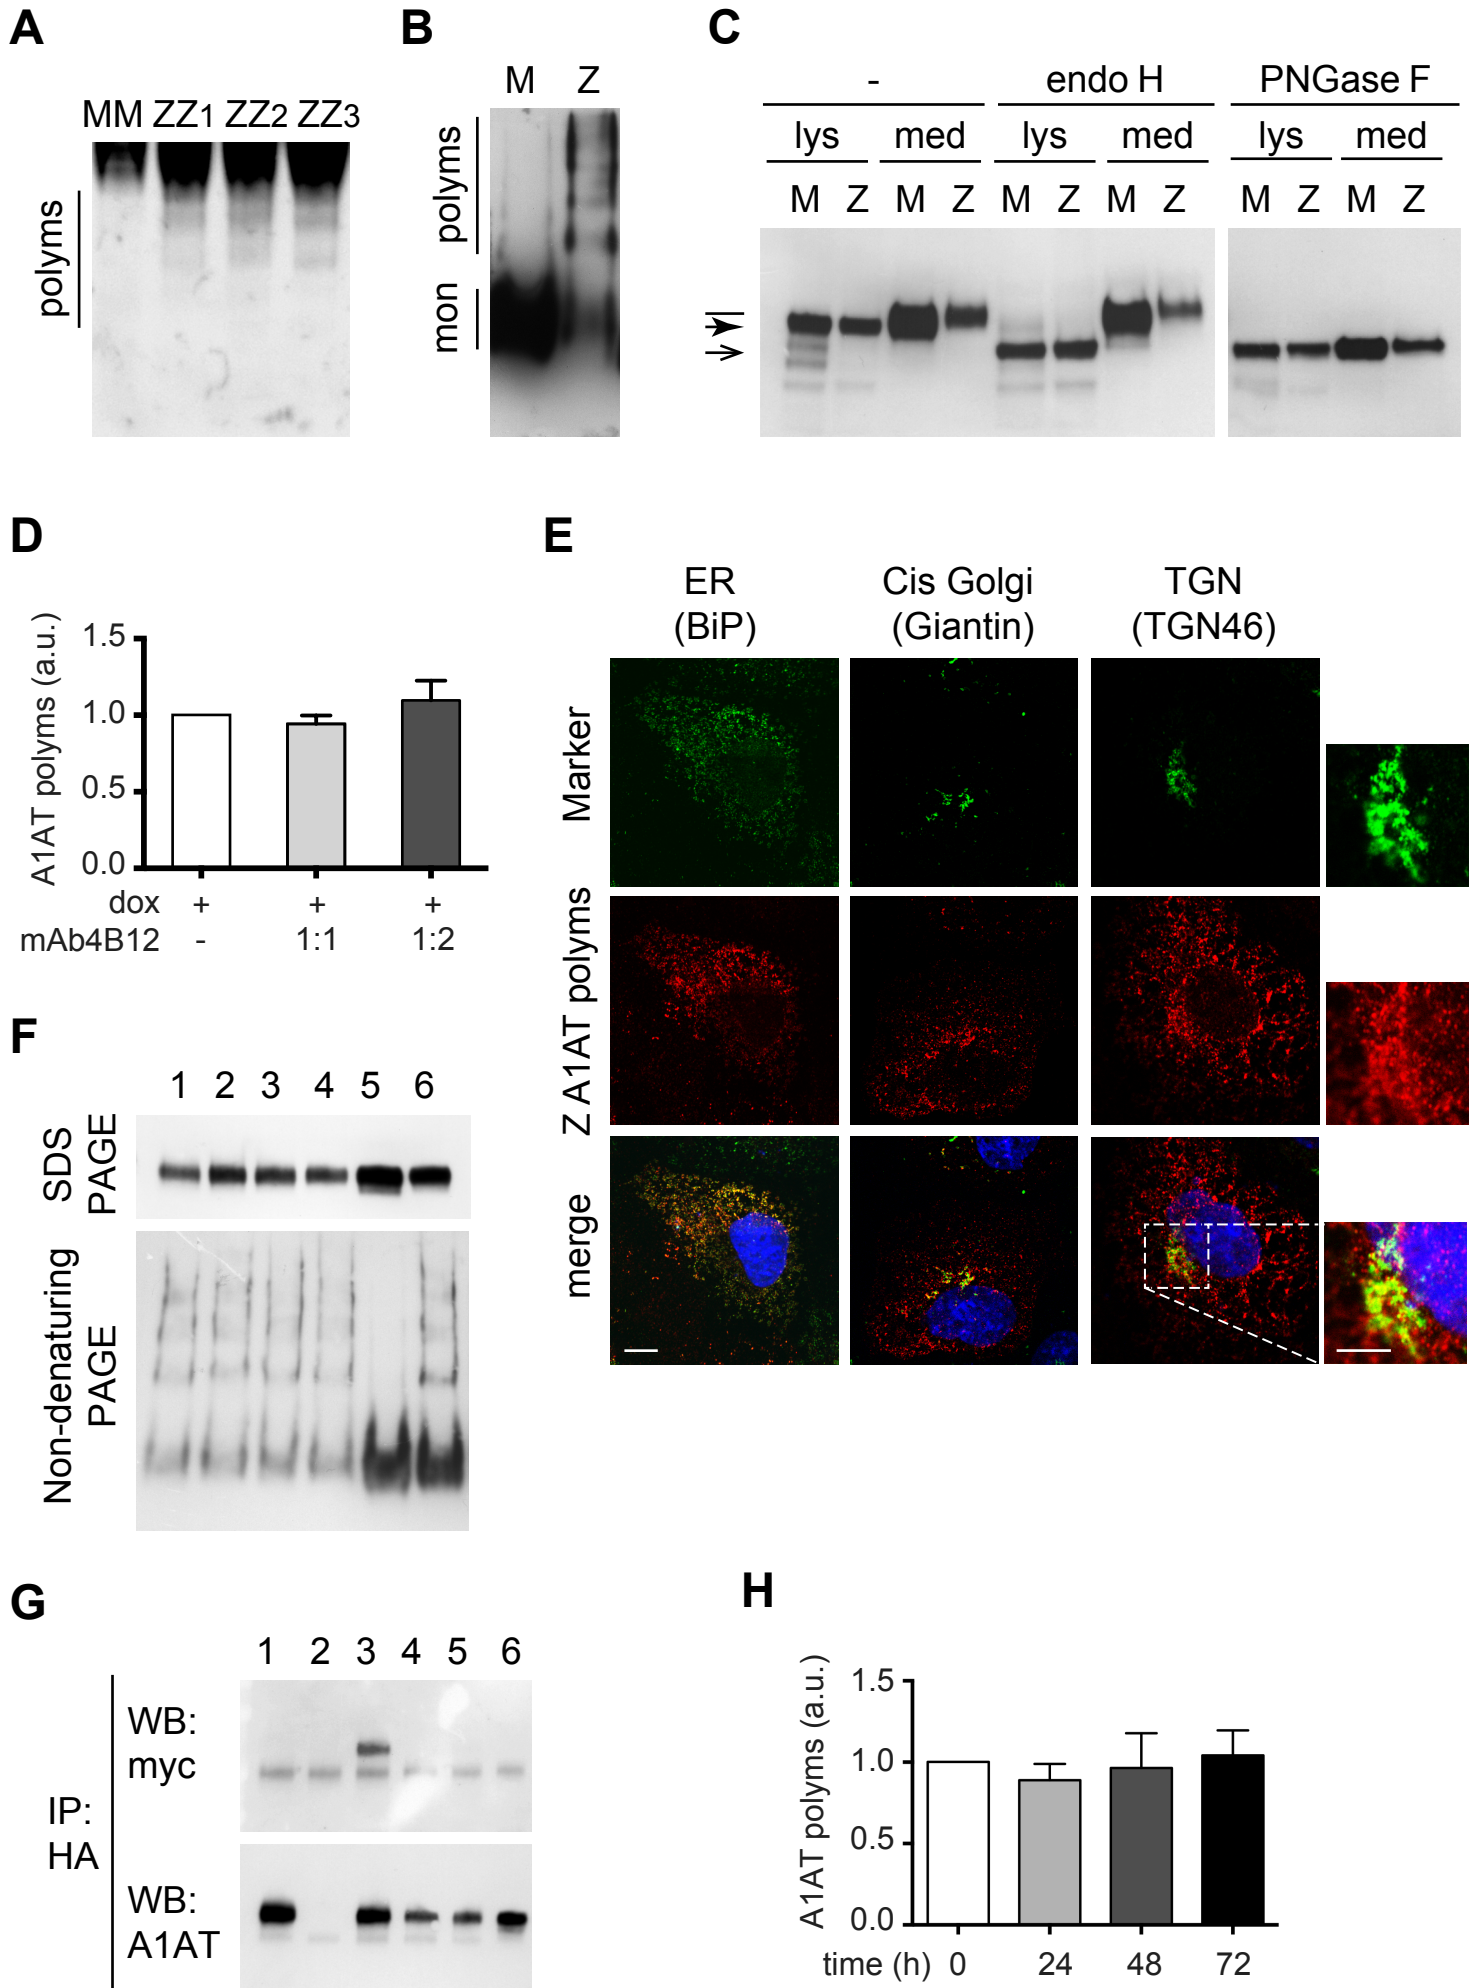 A
MM ZZ1 ZZ2 ZZ3
polyms
B
M Z
polyms
mon
C
- endo H PNGase F
lys med lys med lys med
M Z M Z M Z M Z M Z M Z
D
A1AT polyms (a.u.)
1.5
1.0
0.5
0.0
dox + + +
mAb4B12 - 1:1 1:2
E
ER Cis Golgi TGN
(BiP) (Giantin) (TGN46)
Marker
Z A1AT polyms
merge
F
1 2 3 4 5 6
SDS
PAGE
Non-denaturing
PAGE
G
1 2 3 4 5 6
IP:
HA
WB:
myc
WB:
A1AT
H
A1AT polyms (a.u.)
1.5
1.0
0.5
0.0
time (h) 0 24 48 72